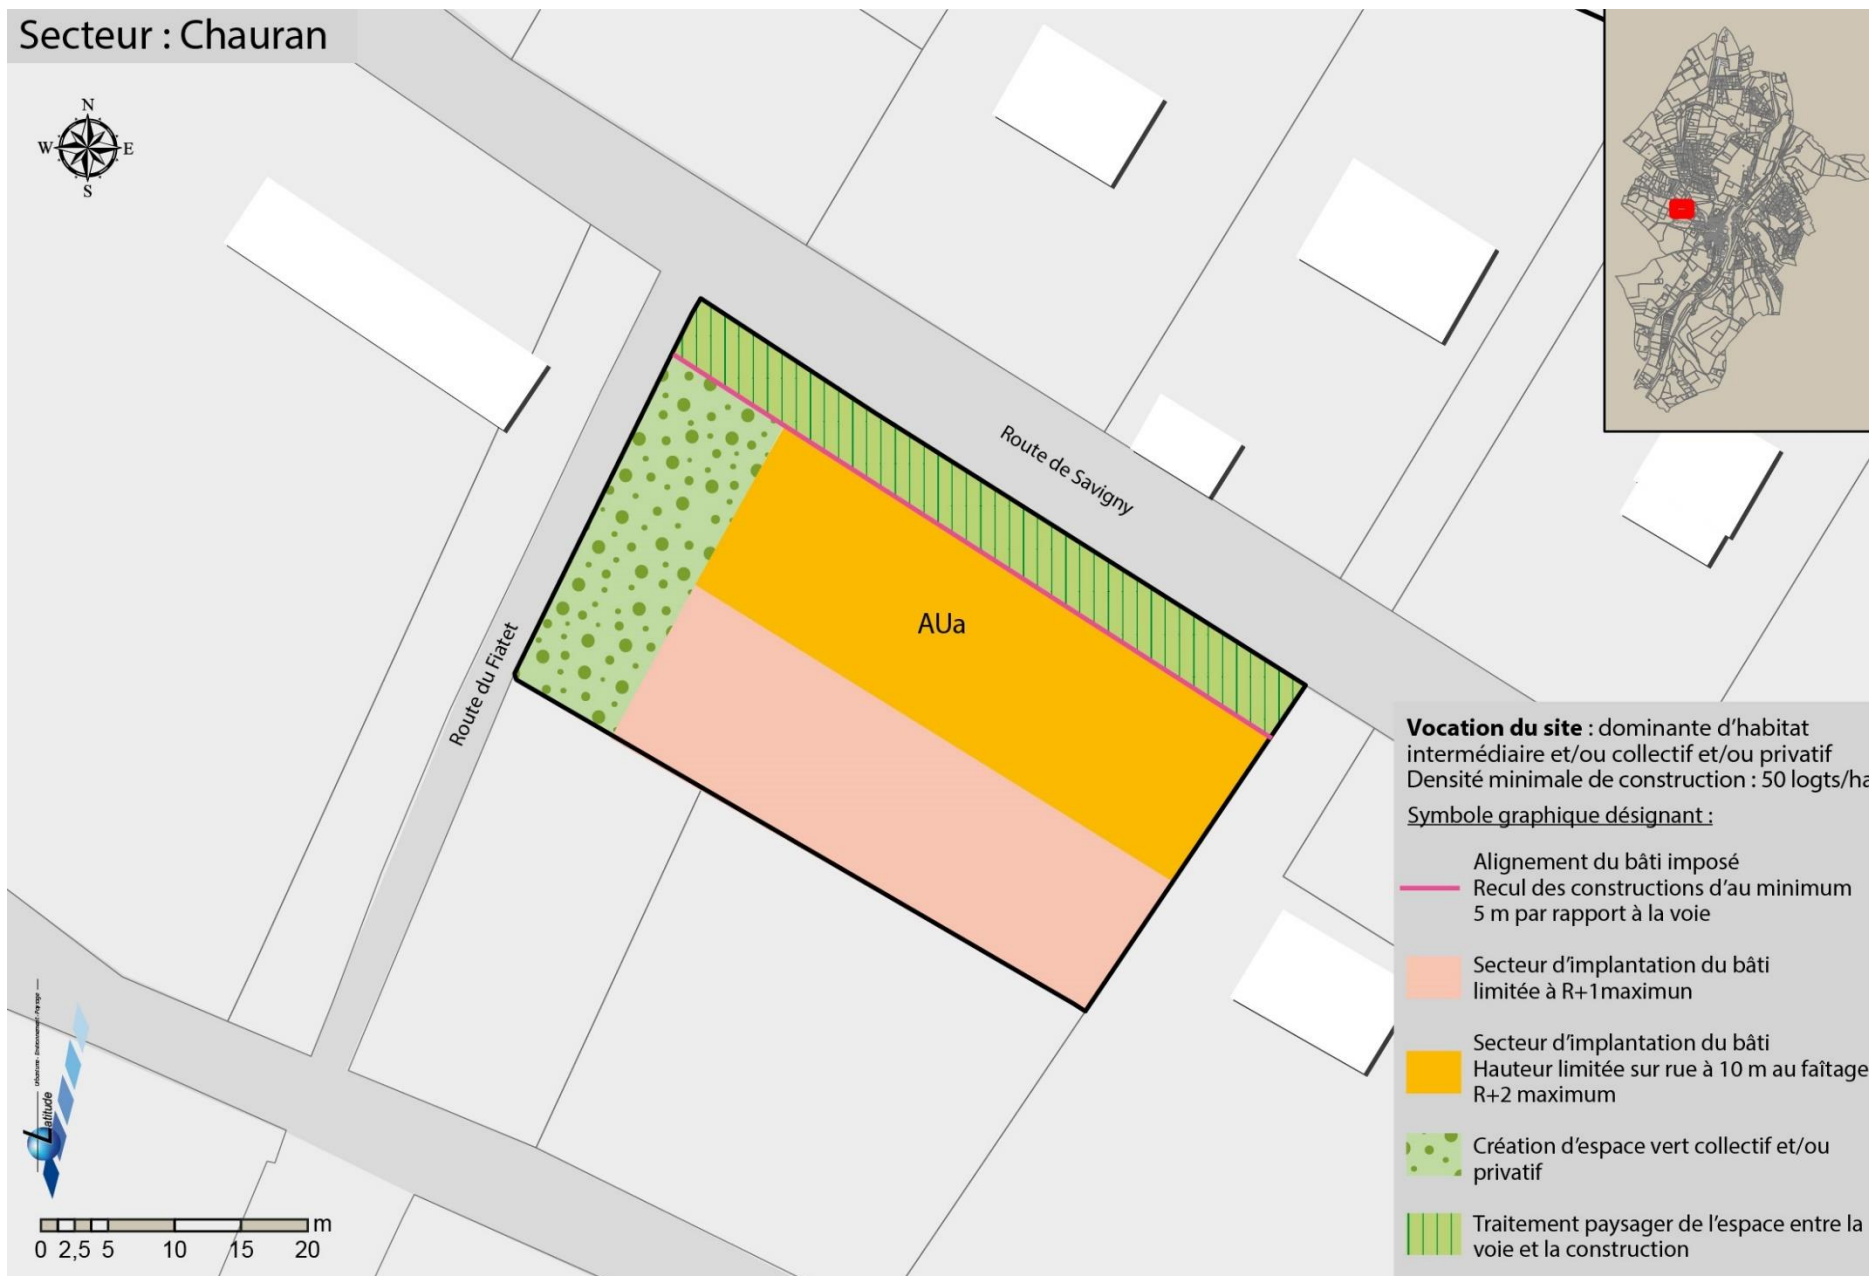 Secteur : Chauran
N
W E
S
Route de Savigny
AUa
Route du Fiatet
Vocation du site : dominante d'habitat
intermédiaire et/ou collectif et/ou privatif
Densité minimale de construction : 50 logts/ha
Symbole graphique désignant :
Alignement du bâti imposé
Recul des constructions d'au minimum
5 m par rapport à la voie
Secteur d'implantation du bâti
limitée à R+1maximun
Secteur d'implantation du bâti
Hauteur limitée sur rue à 10 m au faîtage
R+2 maximum
Création d'espace vert collectif et/ou
privatif
Traitement paysager de l'espace entre la
voie et la construction
Latitude
Urbanisme - Environnement - Paysage
m
0 2,5 5 10 15 20